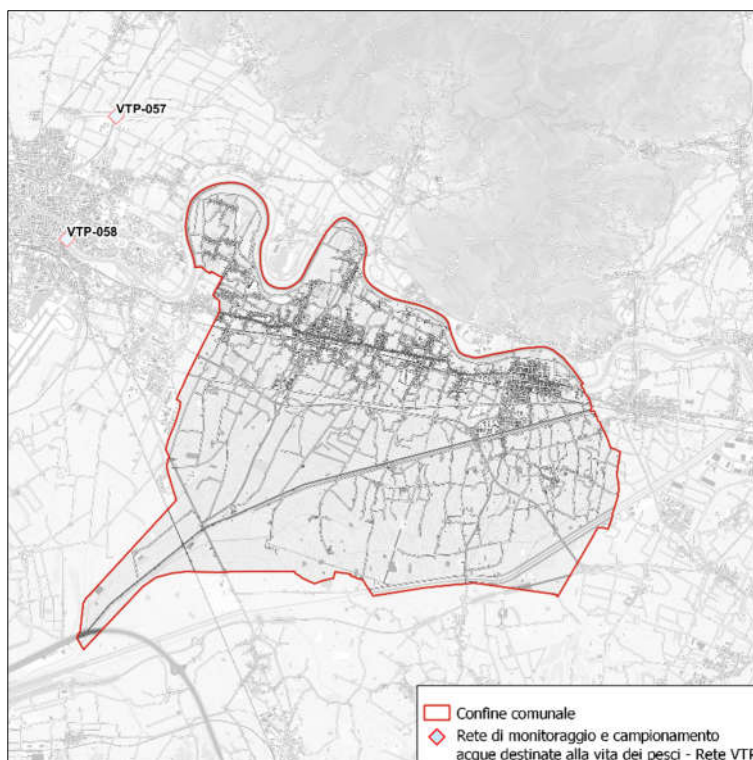 VTP-057
VTP-058
Confine comunale
Rete di monitoraggio e campionamento
acque destinate alla vita dei pesci - Rete VTP